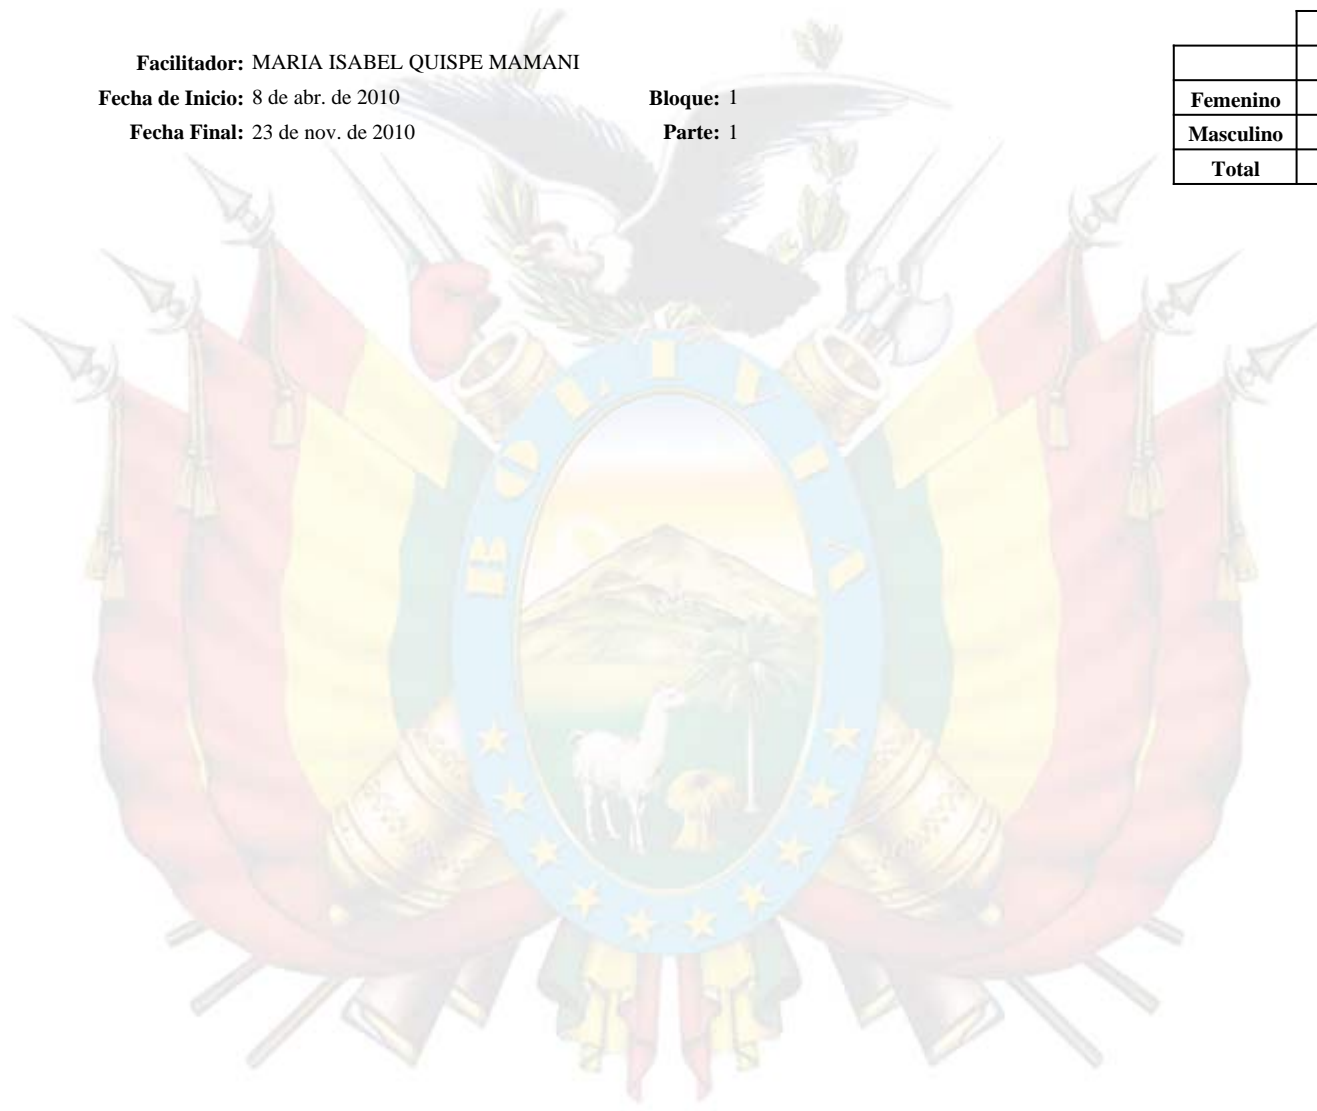 Facilitador: MARIA ISABEL QUISPE MAMANI
Fecha de Inicio: 8 de abr. de 2010 Bloque: 1
Fecha Final: 23 de nov. de 2010 Parte: 1
Femenino
Masculino
Total
BOLIVIA